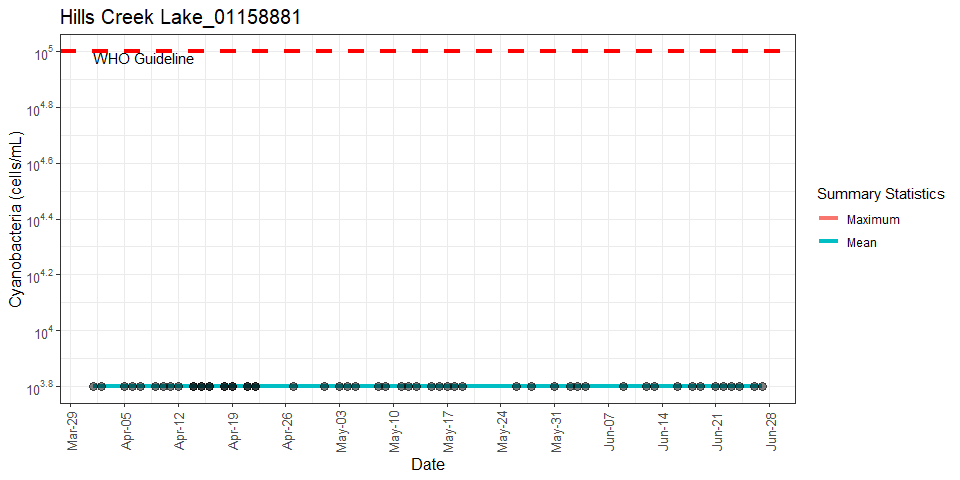 Hills Creek Lake_01158881
Cyanobacteria (cells/mL)
10^5
10^4.8
10^4.6
10^4.4
10^4.2
10^4
10^3.8
WHO Guideline
Mar-29
Apr-05
Apr-12
Apr-19
Apr-26
May-03
May-10
May-17
May-24
May-31
Jun-07
Jun-14
Jun-21
Jun-28
Date
Summary Statistics
Maximum
Mean